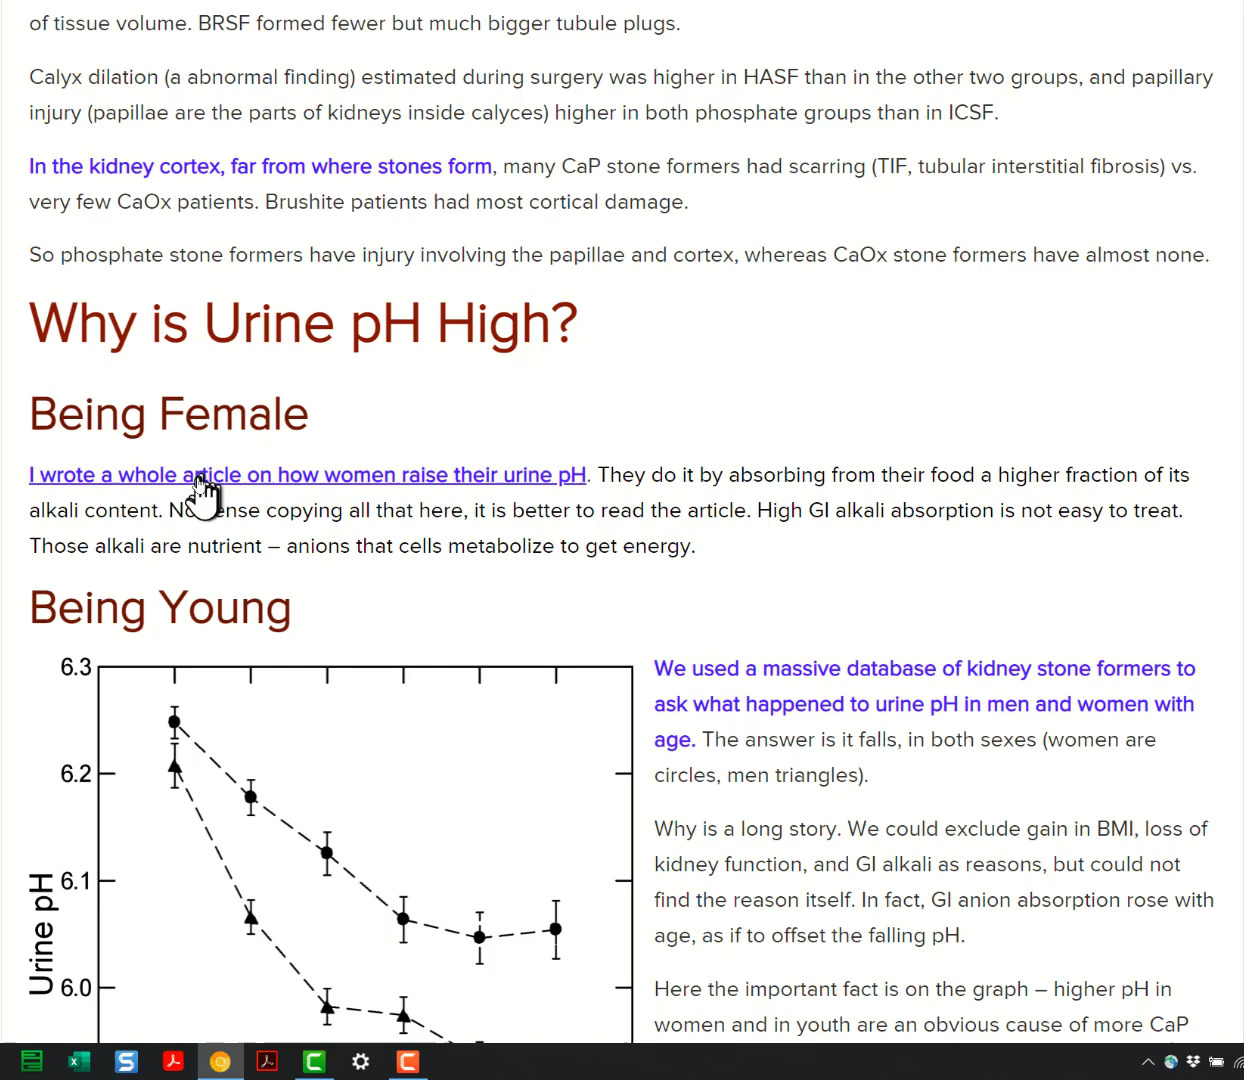 of tissue volume. BRSF formed fewer but much bigger tubule plugs.
Calyx dilation (a abnormal finding) estimated during surgery was higher in HASF than in the other two groups, and papillary
injury (papillae are the parts of kidneys inside calyces) higher in both phosphate groups than in ICSF.
In the kidney cortex, far from where stones form, many CaP stone formers had scarring (TIF, tubular interstitial fibrosis) vs.
very few CaOx patients. Brushite patients had most cortical damage.
So phosphate stone formers have injury involving the papillae and cortex, whereas CaOx stone formers have almost none.
Why is Urine pH High?
Being Female
I wrote a whole article on how women raise their urine pH. They do it by absorbing from their food a higher fraction of its
alkali content. No sense copying all that here, it is better to read the article. High GI alkali absorption is not easy to treat.
Those alkali are nutrient – anions that cells metabolize to get energy.
Being Young
6.3
6.2
6.1
6.0
Urine pH
We used a massive database of kidney stone formers to
ask what happened to urine pH in men and women with
age. The answer is it falls, in both sexes (women are
circles, men triangles).
Why is a long story. We could exclude gain in BMI, loss of
kidney function, and GI alkali as reasons, but could not
find the reason itself. In fact, GI anion absorption rose with
age, as if to offset the falling pH.
Here the important fact is on the graph – higher pH in
women and in youth are an obvious cause of more CaP